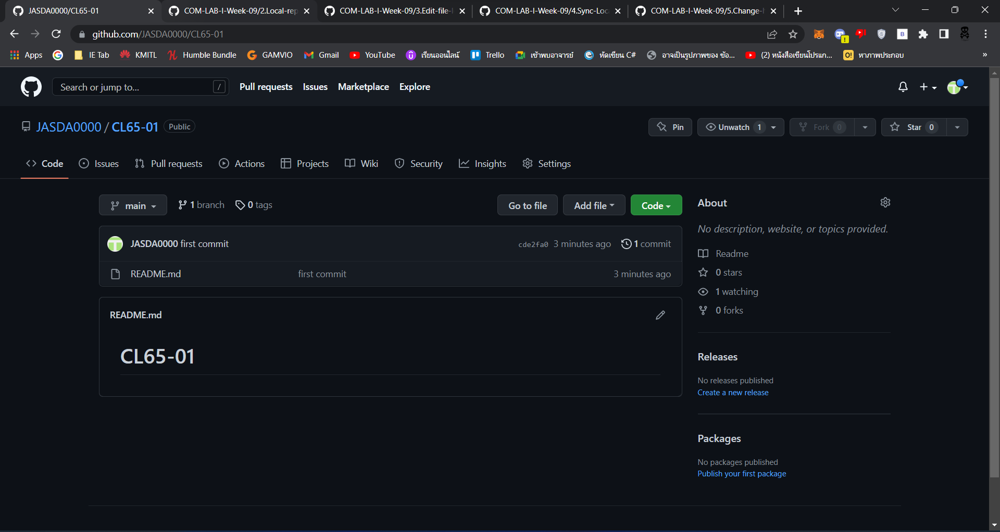 JASDA0000/CL65-01
COM-LAB-I-Week-09/2.Local-rep
COM-LAB-I-Week-09/3.Edit-file-
COM-LAB-I-Week-09/4.Sync-Loc
COM-LAB-I-Week-09/5.Change-
github.com/JASDA0000/CL65-01
Apps IE Tab KMITL Humble Bundle GAMVIO Gmail YouTube เรียนออนไลน์ Trello เข้าพบอาจารย์ หัดเขียน C# อาจเป็นรูปภาพของ ข้อ... (2) หนังสือเขียนโปรแก... หาภาพประกอบ »
Search or jump to... / Pull requests Issues Marketplace Explore
JASDA0000 / CL65-01 Public
Pin Unwatch 1 Fork 0 Star 0
Code Issues Pull requests Actions Projects Wiki Security Insights Settings
main 1 branch 0 tags Go to file Add file Code
JASDA0000 first commit cde2fa0 3 minutes ago 1 commit
README.md first commit 3 minutes ago
README.md
CL65-01
About
No description, website, or topics provided.
Readme
0 stars
1 watching
0 forks
Releases
No releases published
Create a new release
Packages
No packages published
Publish your first package